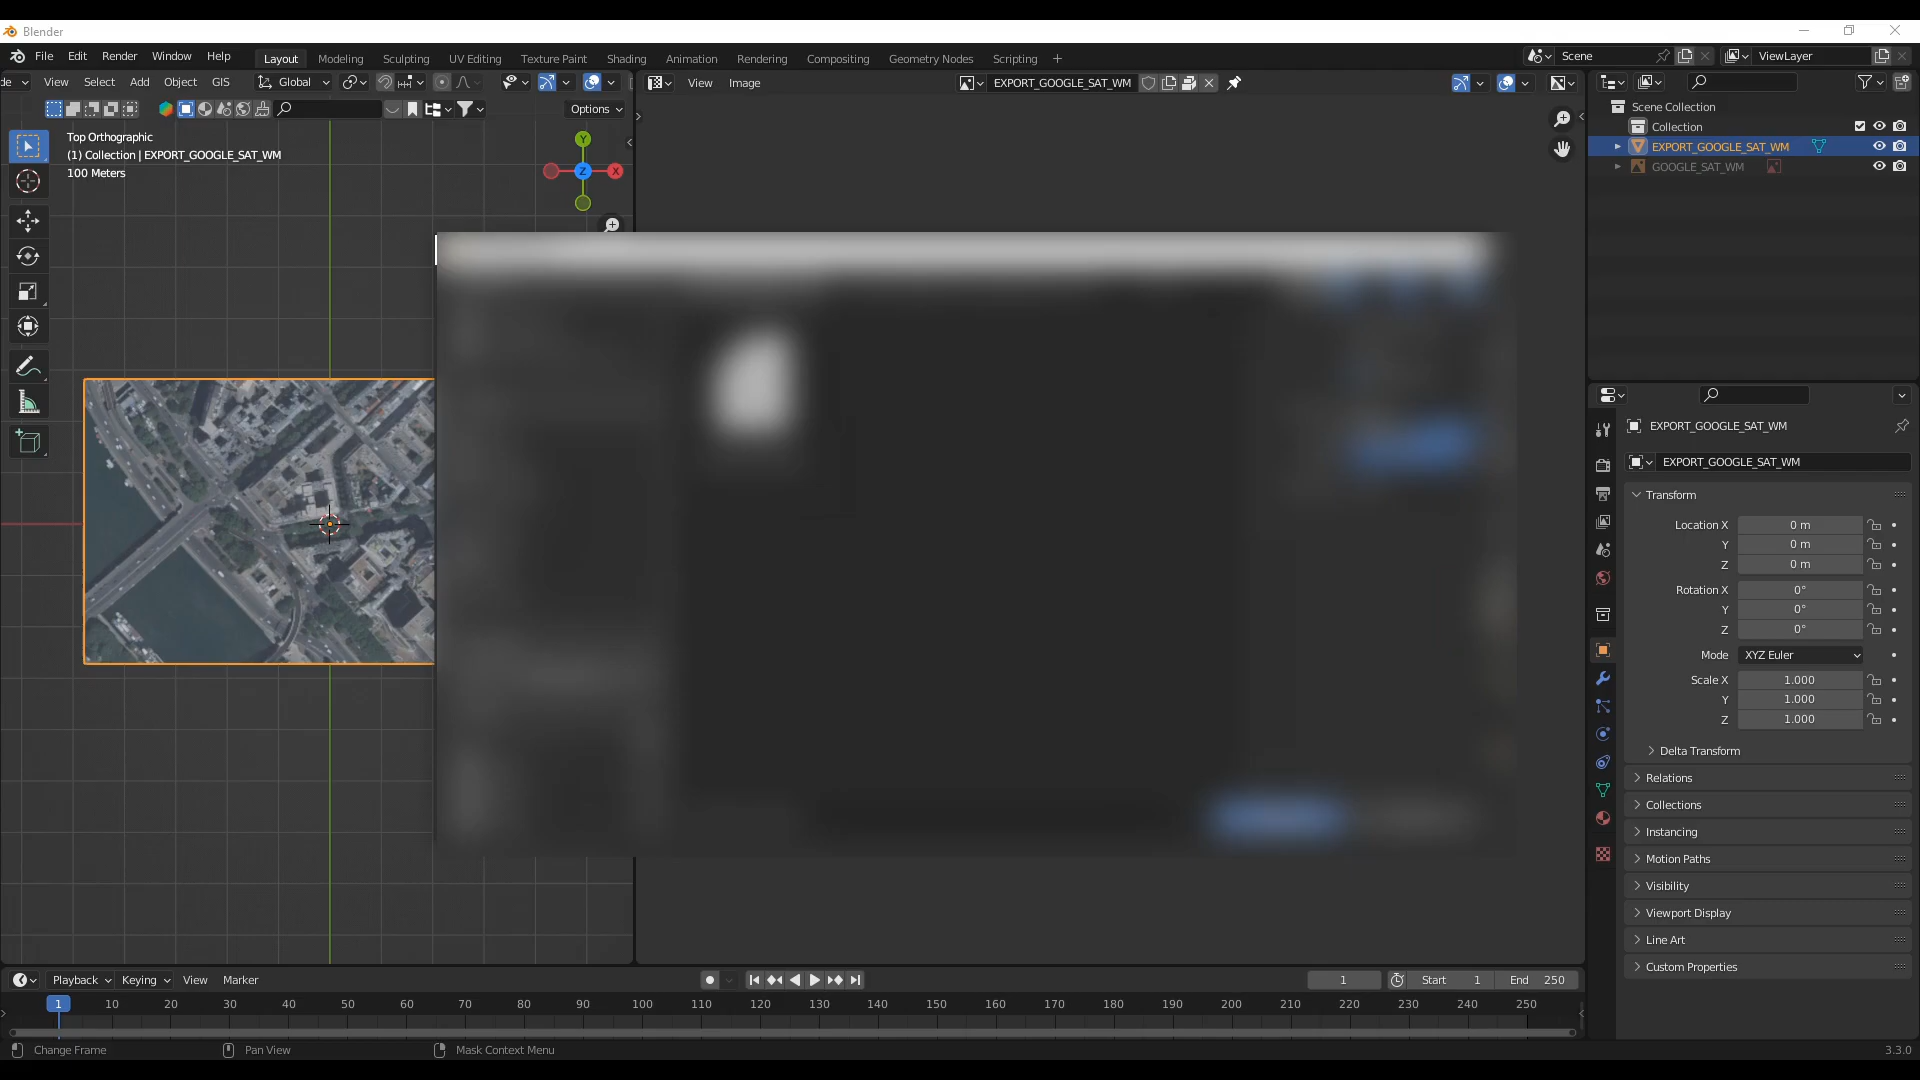 Blender
File Edit Render Window Help Layout Modeling Sculpting UV Editing Texture Paint Shading Animation Rendering Compositing Geometry Nodes Scripting + Scene ViewLayer
de View Select Add Object GIS Global View Image EXPORT_GOOGLE_SAT_WM
Options
Top Orthographic
(1) Collection | EXPORT_GOOGLE_SAT_WM
100 Meters
Y
Z X
Scene Collection
Collection
EXPORT_GOOGLE_SAT_WM
GOOGLE_SAT_WM
EXPORT_GOOGLE_SAT_WM
EXPORT_GOOGLE_SAT_WM
Transform
Location X 0 m
Y 0 m
Z 0 m
Rotation X 0°
Y 0°
Z 0°
Mode XYZ Euler
Scale X 1.000
Y 1.000
Z 1.000
Delta Transform
Relations
Collections
Instancing
Motion Paths
Visibility
Viewport Display
Line Art
Custom Properties
Playback Keying View Marker 1 Start 1 End 250
1 10 20 30 40 50 60 70 80 90 100 110 120 130 140 150 160 170 180 190 200 210 220 230 240 250
Change Frame Pan View Mask Context Menu 3.3.0